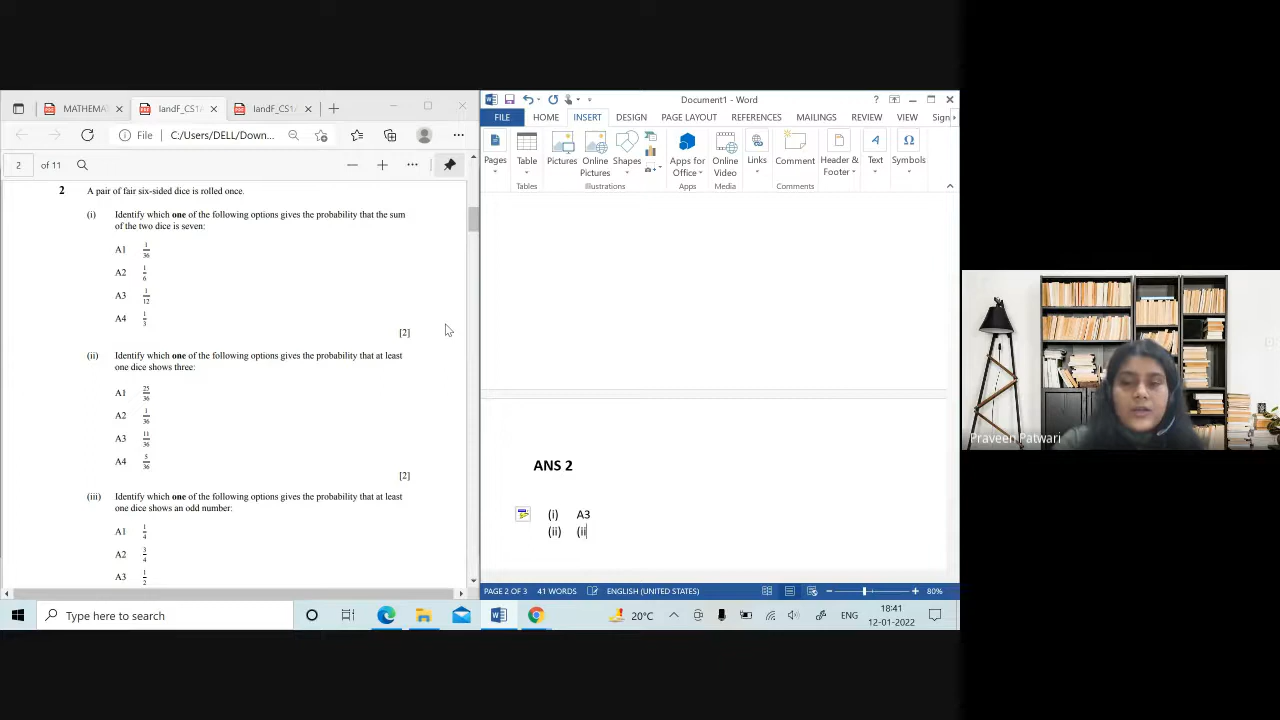 MATHEMA
IandF_CS1A
IandF_CS1A
File
C:/Users/DELL/Down...
2
of 11
2 A pair of fair six-sided dice is rolled once.
(i) Identify which one of the following options gives the probability that the sum
of the two dice is seven:
A1 1/36
A2 1/6
A3 1/12
A4 1/3
[2]
(ii) Identify which one of the following options gives the probability that at least
one dice shows three:
A1 25/36
A2 1/36
A3 11/36
A4 5/36
[2]
(iii) Identify which one of the following options gives the probability that at least
one dice shows an odd number:
A1 1/4
A2 3/4
A3 1/2
Document1 - Word
FILE HOME INSERT DESIGN PAGE LAYOUT REFERENCES MAILINGS REVIEW VIEW Sign
Pages
Table
Pictures
Online
Pictures
Shapes
Apps for
Office
Online
Video
Links
Comment
Header &
Footer
Text
Symbols
Tables
Illustrations
Apps
Media
Comments
ANS 2
(i) A3
(ii) (ii
PAGE 2 OF 3 41 WORDS ENGLISH (UNITED STATES) 80%
Type here to search
20°C
ENG
18:41
12-01-2022
Praveen Patwari